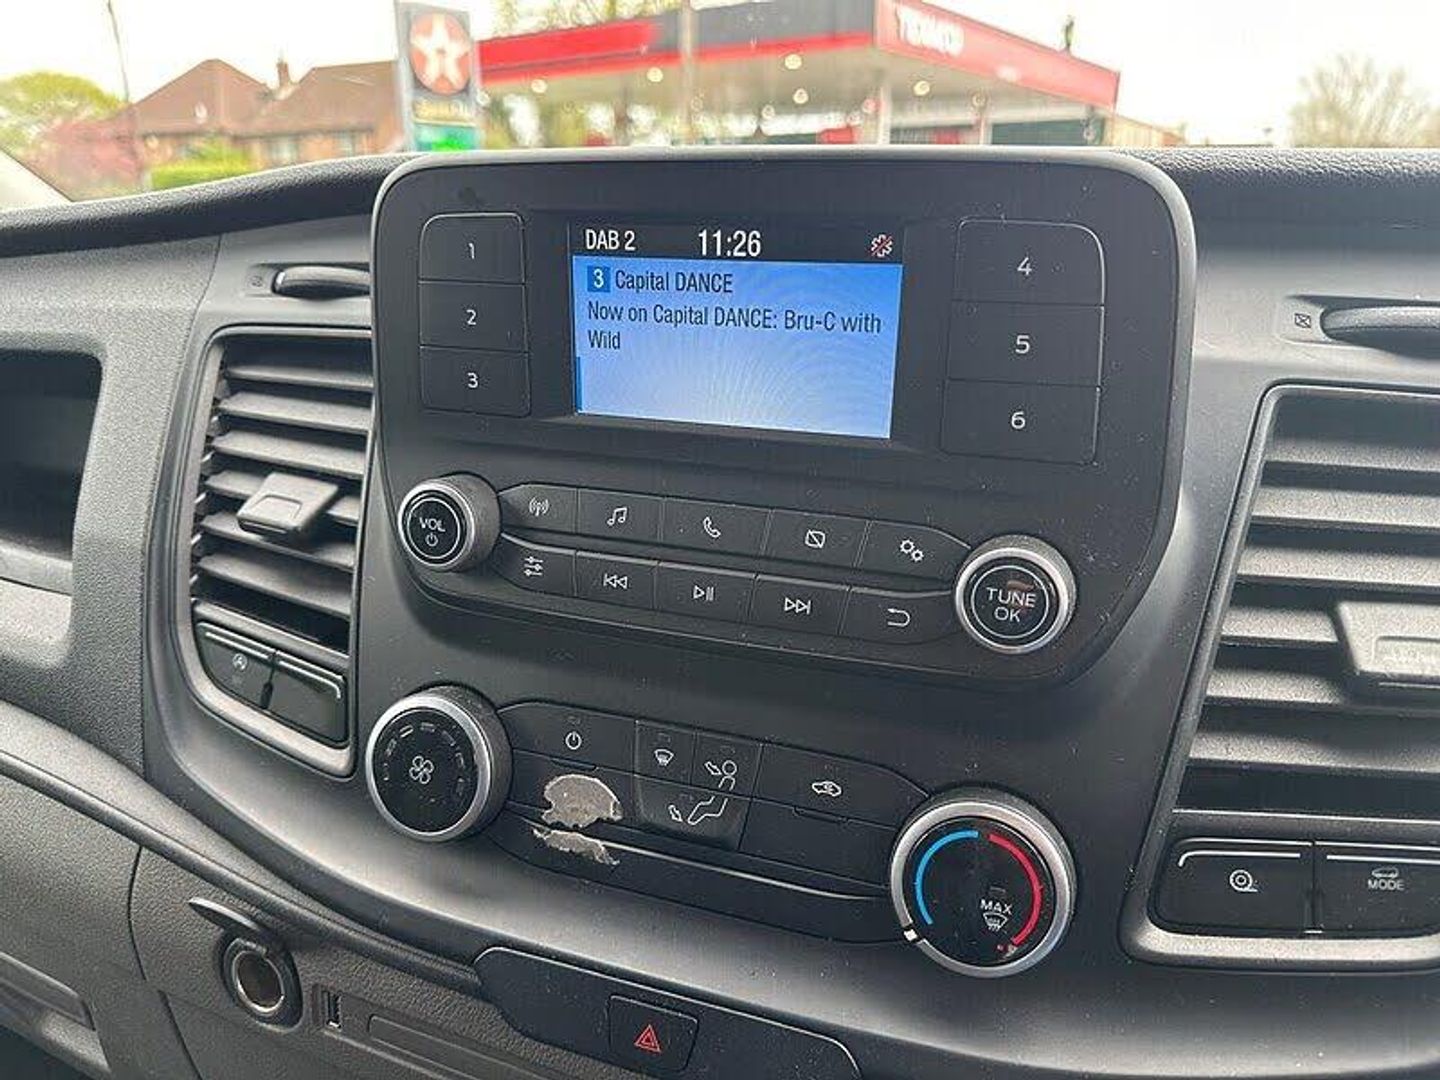 TEXACO
DAB 2 11:26
3 Capital DANCE
Now on Capital DANCE: Bru-C with
Wild
1
2
3
4
5
6
VOL
TUNE
OK
MAX
MODE